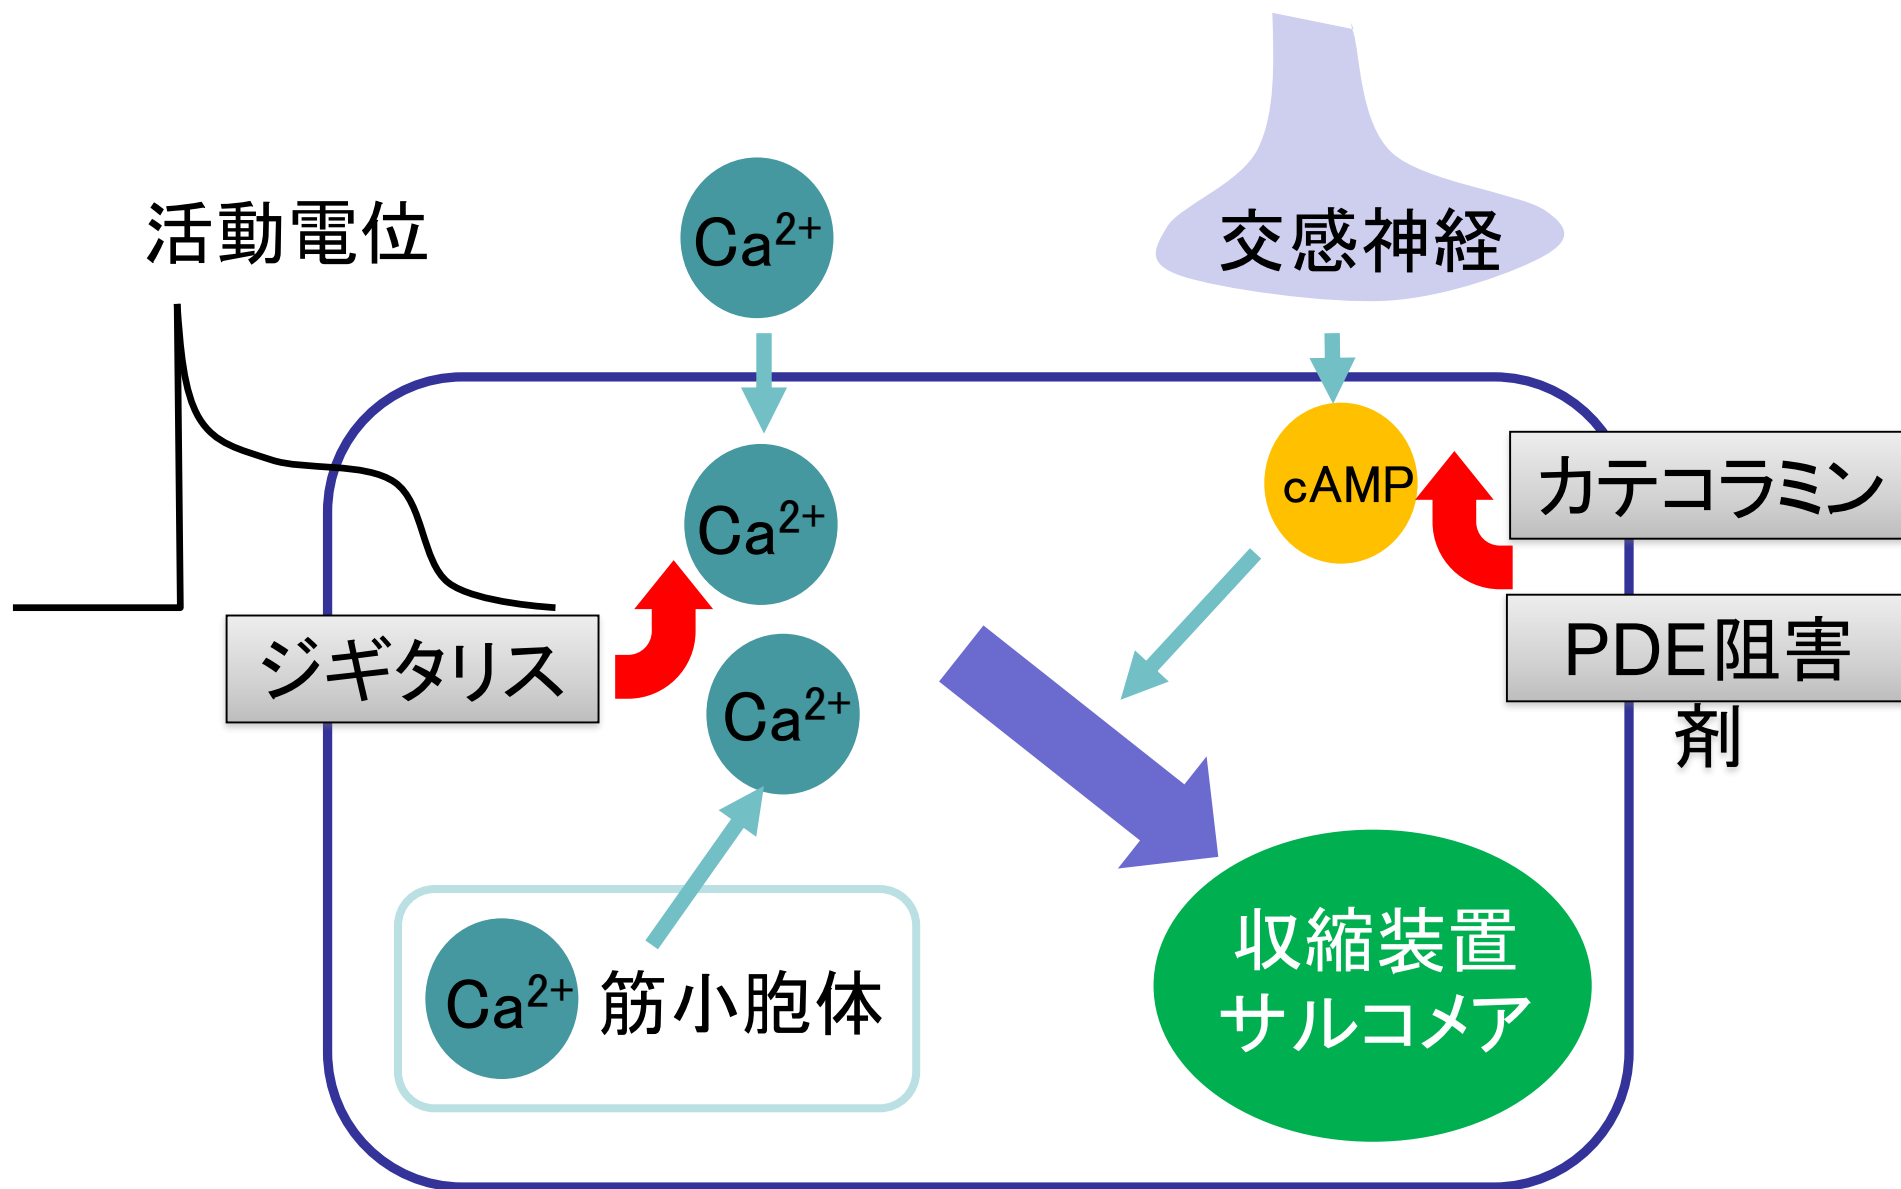 活動電位
Ca²⁺
交感神経
Ca²⁺
cAMP
カテコラミン
ジギタリス
PDE阻害
剤
Ca²⁺
Ca²⁺
筋小胞体
収縮装置
サルコメア